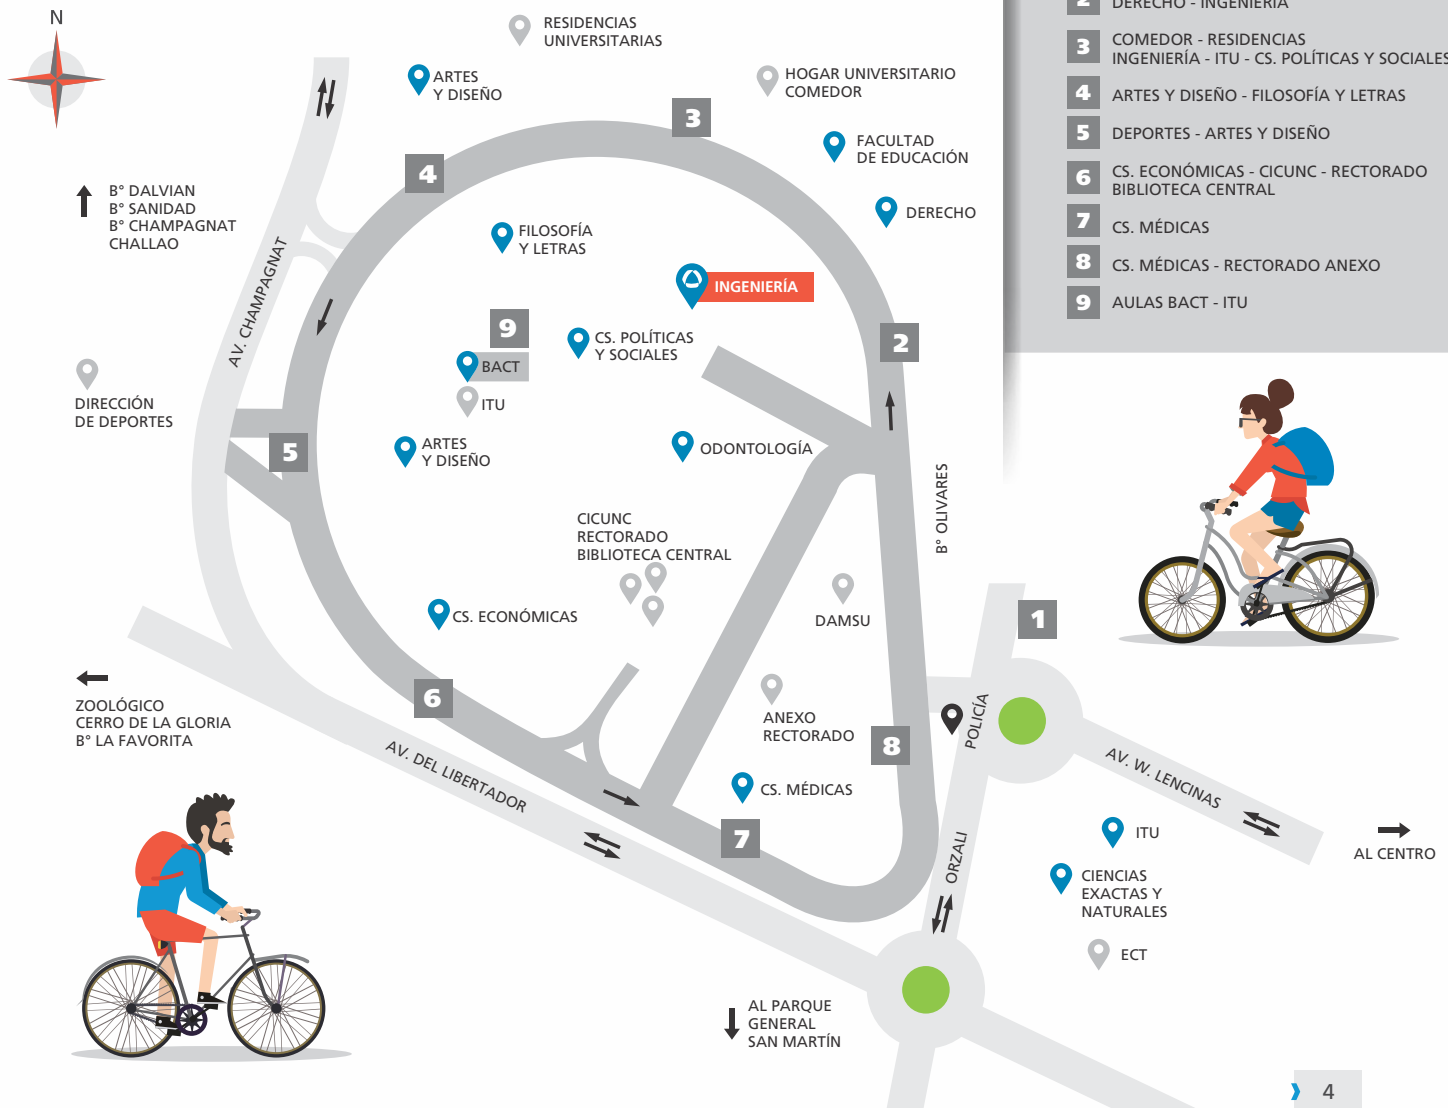 N
RESIDENCIAS
UNIVERSITARIAS
ARTES
Y DISEÑO
HOGAR UNIVERSITARIO
COMEDOR
3
FACULTAD
DE EDUCACIÓN
4
DERECHO
B° DALVIAN
B° SANIDAD
B° CHAMPAGNAT
CHALLAO
FILOSOFÍA
Y LETRAS
AV. CHAMPAGNAT
INGENIERÍA
9
CS. POLÍTICAS
Y SOCIALES
2
BACT
ITU
DIRECCIÓN
DE DEPORTES
5
ARTES
Y DISEÑO
ODONTOLOGÍA
B° OLIVARES
CICUNC
RECTORADO
BIBLIOTECA CENTRAL
CS. ECONÓMICAS
DAMSU
1
6
ZOOLÓGICO
CERRO DE LA GLORIA
B° LA FAVORITA
ANEXO
RECTORADO
POLICÍA
8
AV. DEL LIBERTADOR
AV. W. LENCINAS
CS. MÉDICAS
7
ORZALI
ITU
AL CENTRO
CIENCIAS
EXACTAS Y
NATURALES
ECT
AL PARQUE
GENERAL
SAN MARTÍN
2 DERECHO - INGENIERÍA
3 COMEDOR - RESIDENCIAS
INGENIERÍA - ITU - CS. POLÍTICAS Y SOCIALES
4 ARTES Y DISEÑO - FILOSOFÍA Y LETRAS
5 DEPORTES - ARTES Y DISEÑO
6 CS. ECONÓMICAS - CICUNC - RECTORADO
BIBLIOTECA CENTRAL
7 CS. MÉDICAS
8 CS. MÉDICAS - RECTORADO ANEXO
9 AULAS BACT - ITU
4